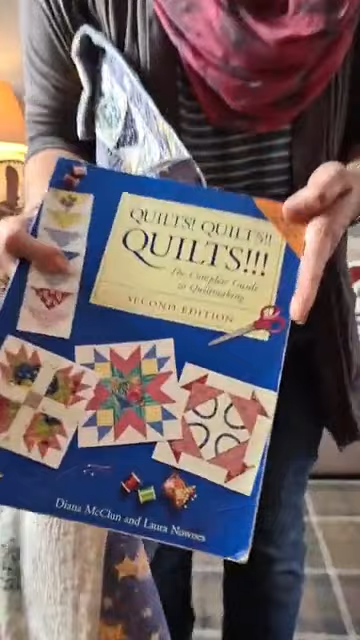 QUILTS! QUILTS!!
QUILTS!!!
The Complete Guide
to Quiltmaking
SECOND EDITION
Diana McClun and Laura Nownes